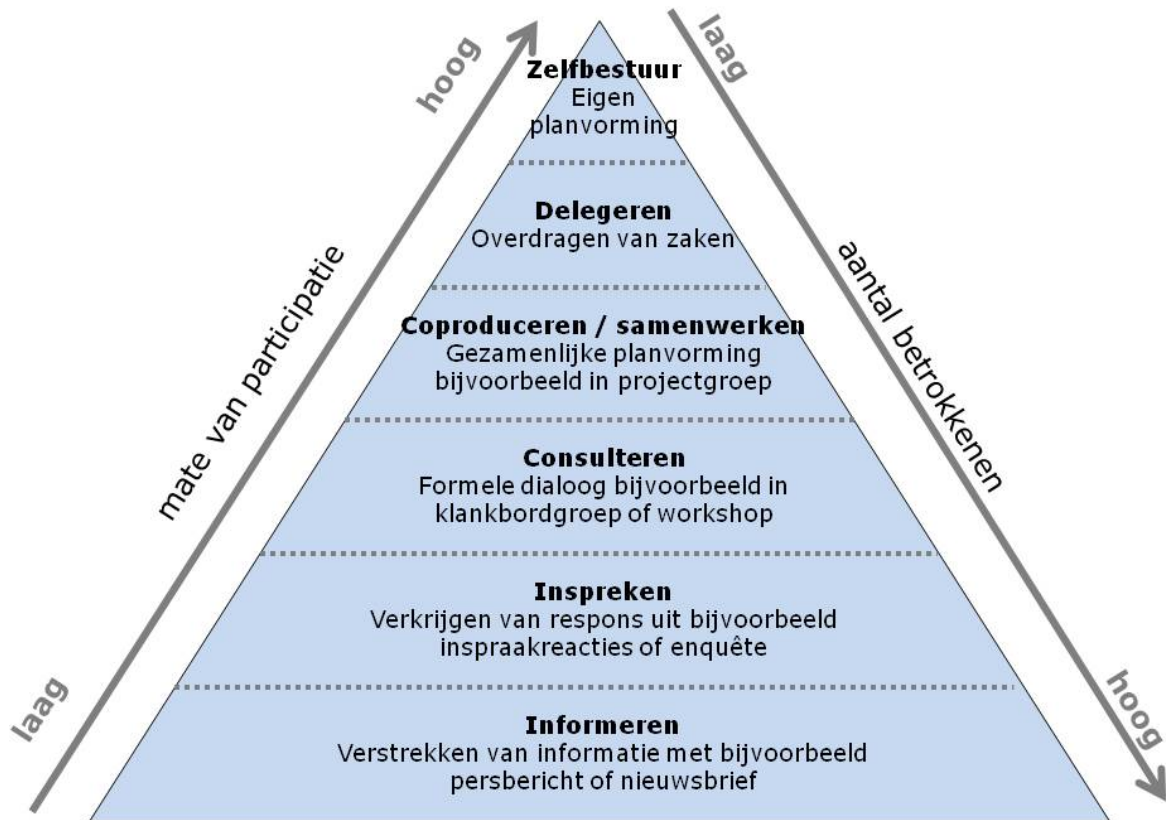 hoog
laag
Zelfbestuur
Eigen
planvorming
Delegeren
Overdragen van zaken
mate van participatie
aantal betrokkenen
Coproduceren / samenwerken
Gezamenlijke planvorming
bijvoorbeeld in projectgroep
Consulteren
Formele dialoog bijvoorbeeld in
klankbordgroep of workshop
Inspreken
Verkrijgen van respons uit bijvoorbeeld
inspraakreacties of enquête
laag
hoog
Informeren
Verstrekken van informatie met bijvoorbeeld
persbericht of nieuwsbrief